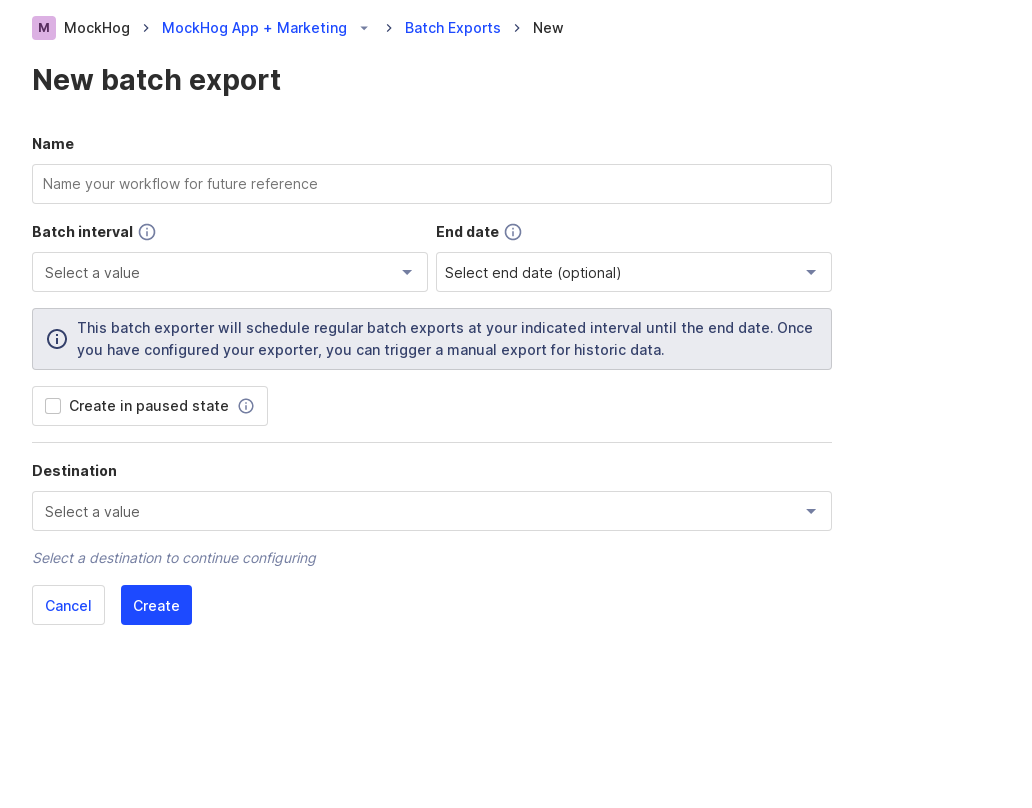 M MockHog > MockHog App + Marketing > Batch Exports > New
New batch export
Name
Name your workflow for future reference
Batch interval End date
Select a value Select end date (optional)
This batch exporter will schedule regular batch exports at your indicated interval until the end date. Once
you have configured your exporter, you can trigger a manual export for historic data.
Create in paused state
Destination
Select a value
Select a destination to continue configuring
Cancel Create